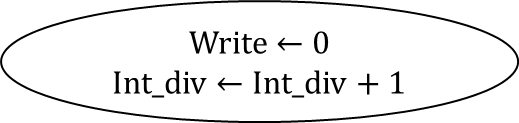 Write ← 0
Int_div ← Int_div + 1